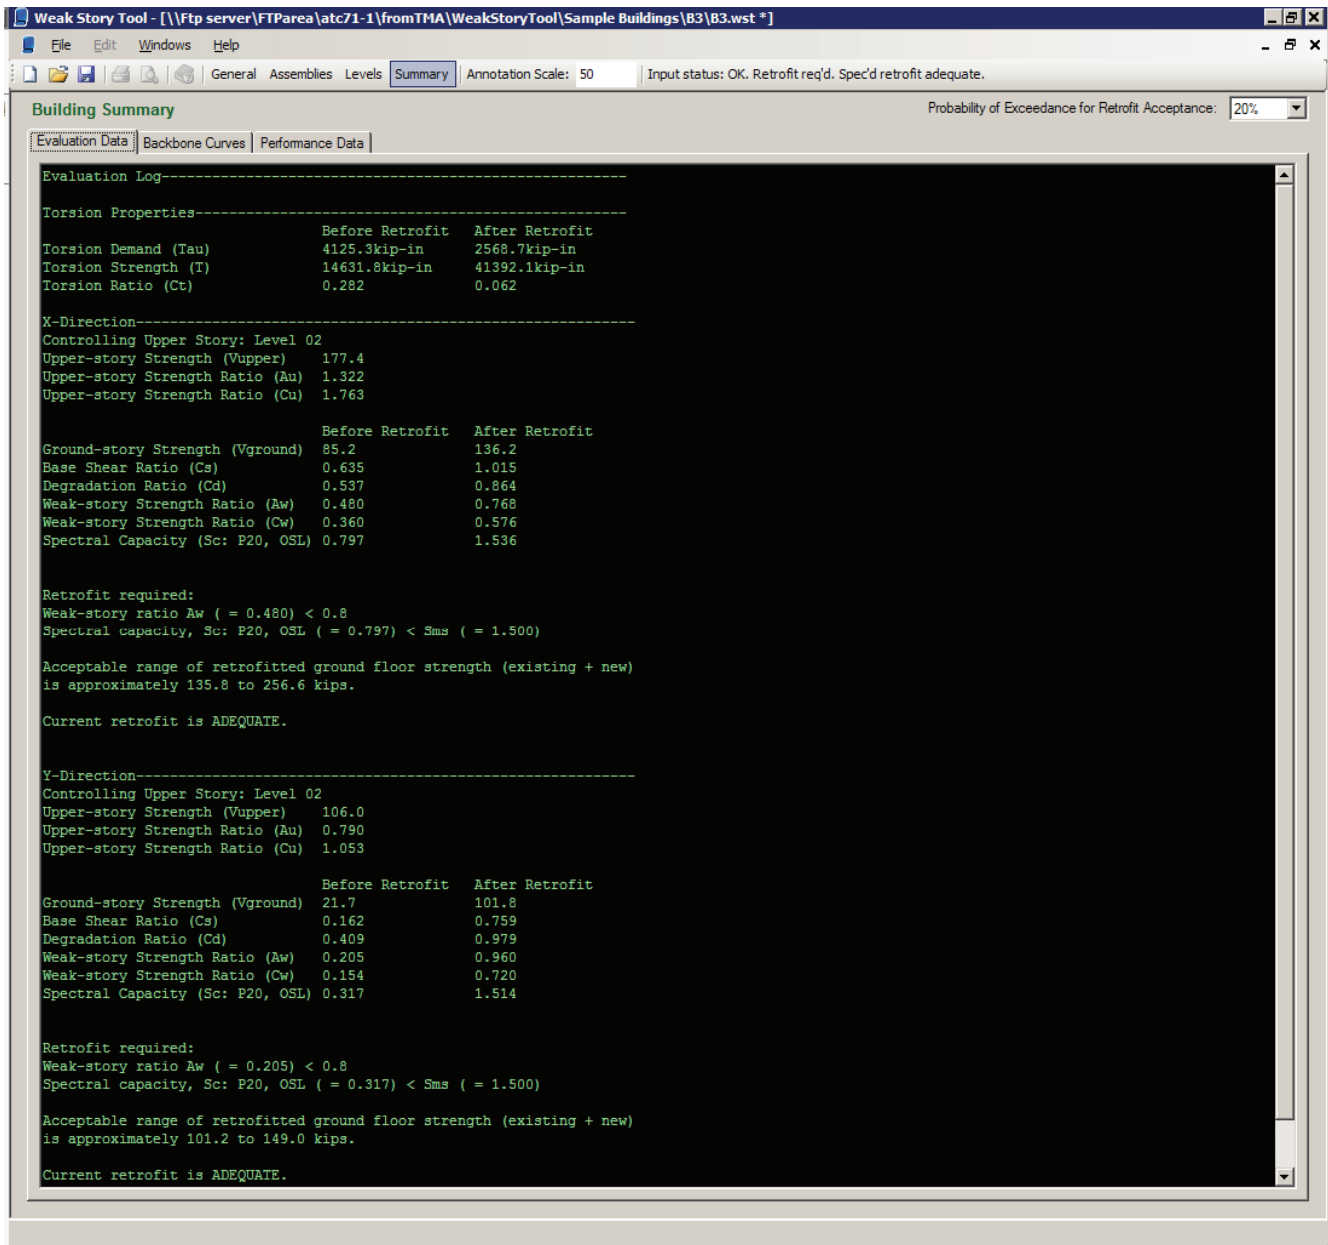 Weak Story Tool - [\\Ftp server\FTParea\atc71-1\fromTMA\WeakStoryTool\Sample Buildings\B3\B3.wst *]
File Edit Windows Help
General Assemblies Levels Summary Annotation Scale: 50 Input status: OK. Retrofit req'd. Spec'd retrofit adequate.
Building Summary Probability of Exceedance for Retrofit Acceptance: 20%
Evaluation Data Backbone Curves Performance Data
Evaluation Log-------------------------------------------------------
Torsion Properties---------------------------------------------------
Before Retrofit After Retrofit
Torsion Demand (Tau) 4125.3kip-in 2568.7kip-in
Torsion Strength (T) 14631.8kip-in 41392.1kip-in
Torsion Ratio (Ct) 0.282 0.062
X-Direction-----------------------------------------------------------
Controlling Upper Story: Level 02
Upper-story Strength (Vupper) 177.4
Upper-story Strength Ratio (Au) 1.322
Upper-story Strength Ratio (Cu) 1.763
Before Retrofit After Retrofit
Ground-story Strength (Vground) 85.2 136.2
Base Shear Ratio (Cs) 0.635 1.015
Degradation Ratio (Cd) 0.537 0.864
Weak-story Strength Ratio (Aw) 0.480 0.768
Weak-story Strength Ratio (Cw) 0.360 0.576
Spectral Capacity (Sc: P20, OSL) 0.797 1.536
Retrofit required:
Weak-story ratio Aw ( = 0.480) < 0.8
Spectral capacity, Sc: P20, OSL ( = 0.797) < Sms ( = 1.500)
Acceptable range of retrofitted ground floor strength (existing + new)
is approximately 135.8 to 256.6 kips.
Current retrofit is ADEQUATE.
Y-Direction-----------------------------------------------------------
Controlling Upper Story: Level 02
Upper-story Strength (Vupper) 106.0
Upper-story Strength Ratio (Au) 0.790
Upper-story Strength Ratio (Cu) 1.053
Before Retrofit After Retrofit
Ground-story Strength (Vground) 21.7 101.8
Base Shear Ratio (Cs) 0.162 0.759
Degradation Ratio (Cd) 0.409 0.979
Weak-story Strength Ratio (Aw) 0.205 0.960
Weak-story Strength Ratio (Cw) 0.154 0.720
Spectral Capacity (Sc: P20, OSL) 0.317 1.514
Retrofit required:
Weak-story ratio Aw ( = 0.205) < 0.8
Spectral capacity, Sc: P20, OSL ( = 0.317) < Sms ( = 1.500)
Acceptable range of retrofitted ground floor strength (existing + new)
is approximately 101.2 to 149.0 kips.
Current retrofit is ADEQUATE.